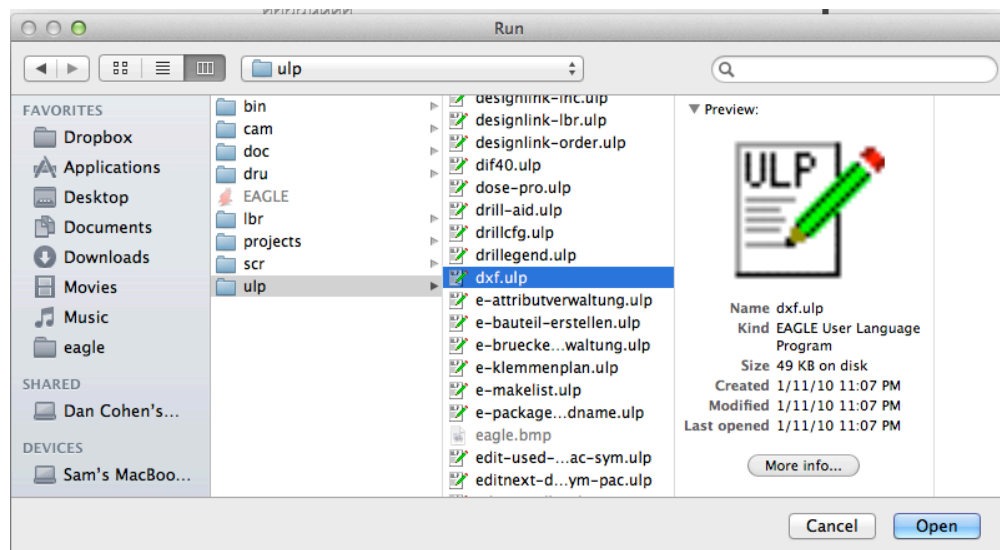 Run
ulp
FAVORITES
Dropbox
Applications
Desktop
Documents
Downloads
Movies
Music
eagle
SHARED
Dan Cohen's...
DEVICES
Sam's MacBoo...
bin
cam
doc
dru
EAGLE
lbr
projects
scr
ulp
designlink-inc.ulp
designlink-lbr.ulp
designlink-order.ulp
dif40.ulp
dose-pro.ulp
drill-aid.ulp
drillcfg.ulp
drillegend.ulp
dxf.ulp
e-attributverwaltung.ulp
e-bauteil-erstellen.ulp
e-bruecke...waltung.ulp
e-klemmenplan.ulp
e-makelist.ulp
e-package...dname.ulp
eagle.bmp
edit-used-...ac-sym.ulp
editnext-d...ym-pac.ulp
Preview:
ULP
Name dxf.ulp
Kind EAGLE User Language
Program
Size 49 KB on disk
Created 1/11/10 11:07 PM
Modified 1/11/10 11:07 PM
Last opened 1/11/10 11:07 PM
More info...
Cancel
Open